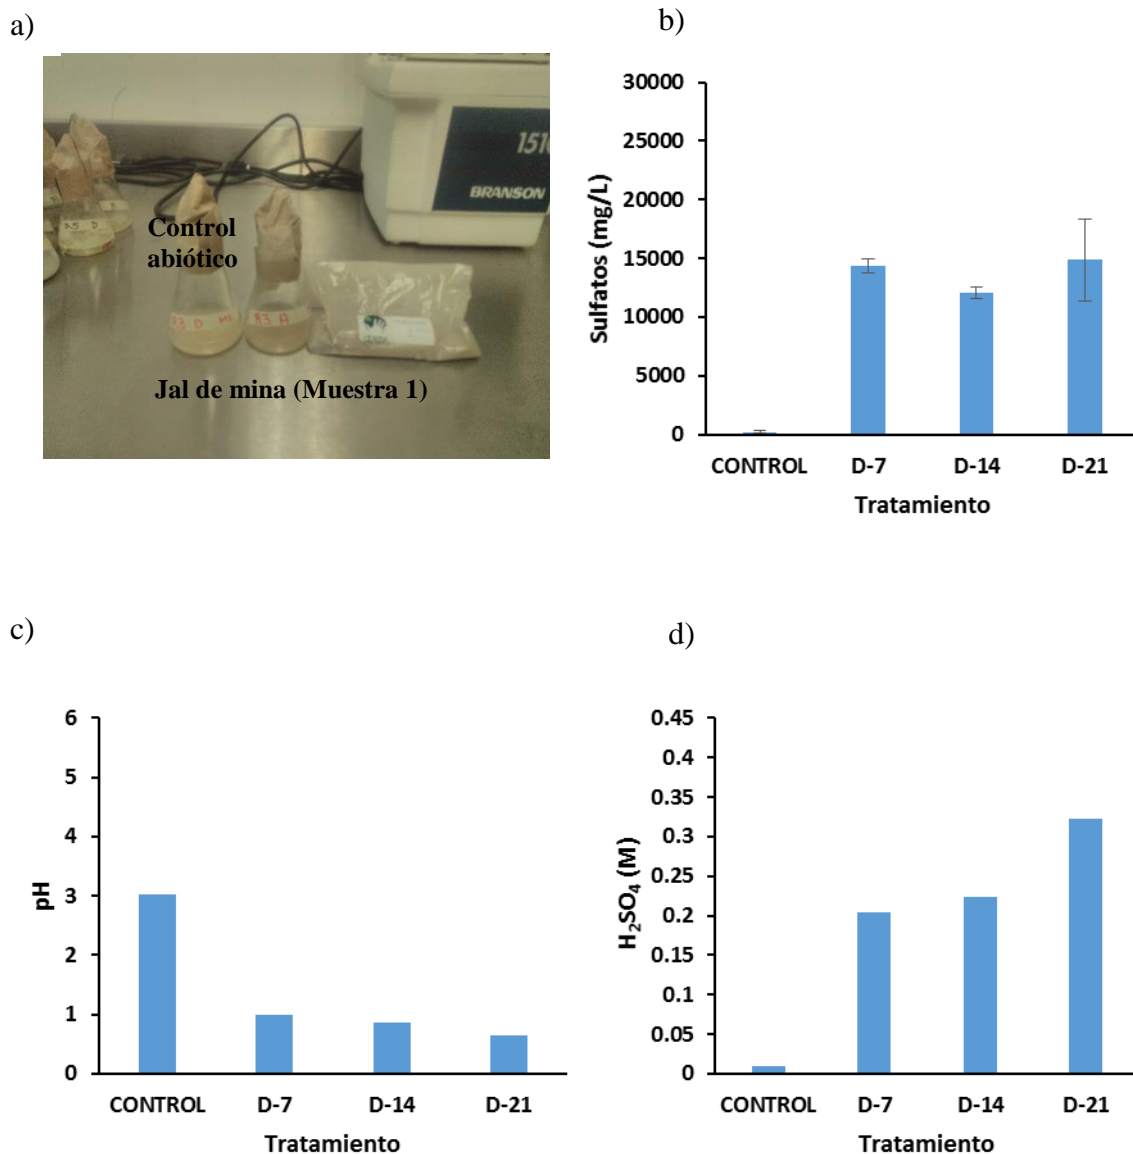 a)
Control
abiótico
1510
BRANSON
A5 D
R3 A
Jal de mina (Muestra 1)
b)
30000
25000
20000
15000
10000
5000
0
Sulfatos (mg/L)
CONTROL D-7 D-14 D-21
Tratamiento
c)
6
5
4
3
2
1
0
pH
CONTROL D-7 D-14 D-21
Tratamiento
d)
0.45
0.4
0.35
0.3
0.25
0.2
0.15
0.1
0.05
0
H₂SO₄ (M)
CONTROL D-7 D-14 D-21
Tratamiento